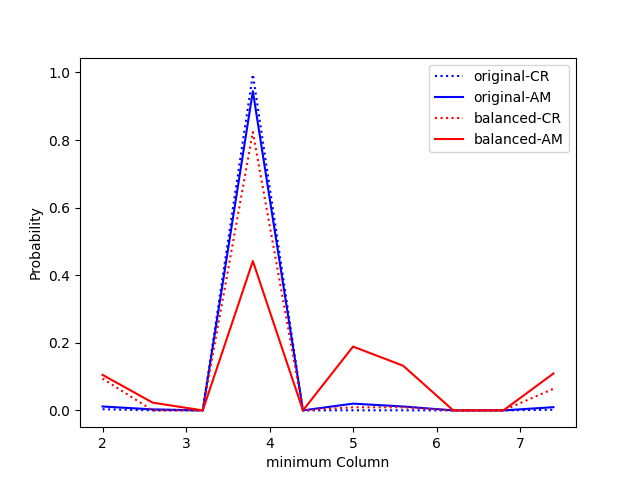 1.0
0.8
0.6
0.4
0.2
0.0
Probability
2 3 4 5 6 7
minimum Column
original-CR
original-AM
balanced-CR
balanced-AM